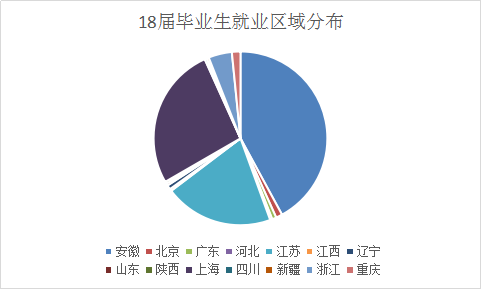 18届毕业生就业区域分布
安徽 北京 广东 河北 江苏 江西 辽宁
山东 陕西 上海 四川 新疆 浙江 重庆